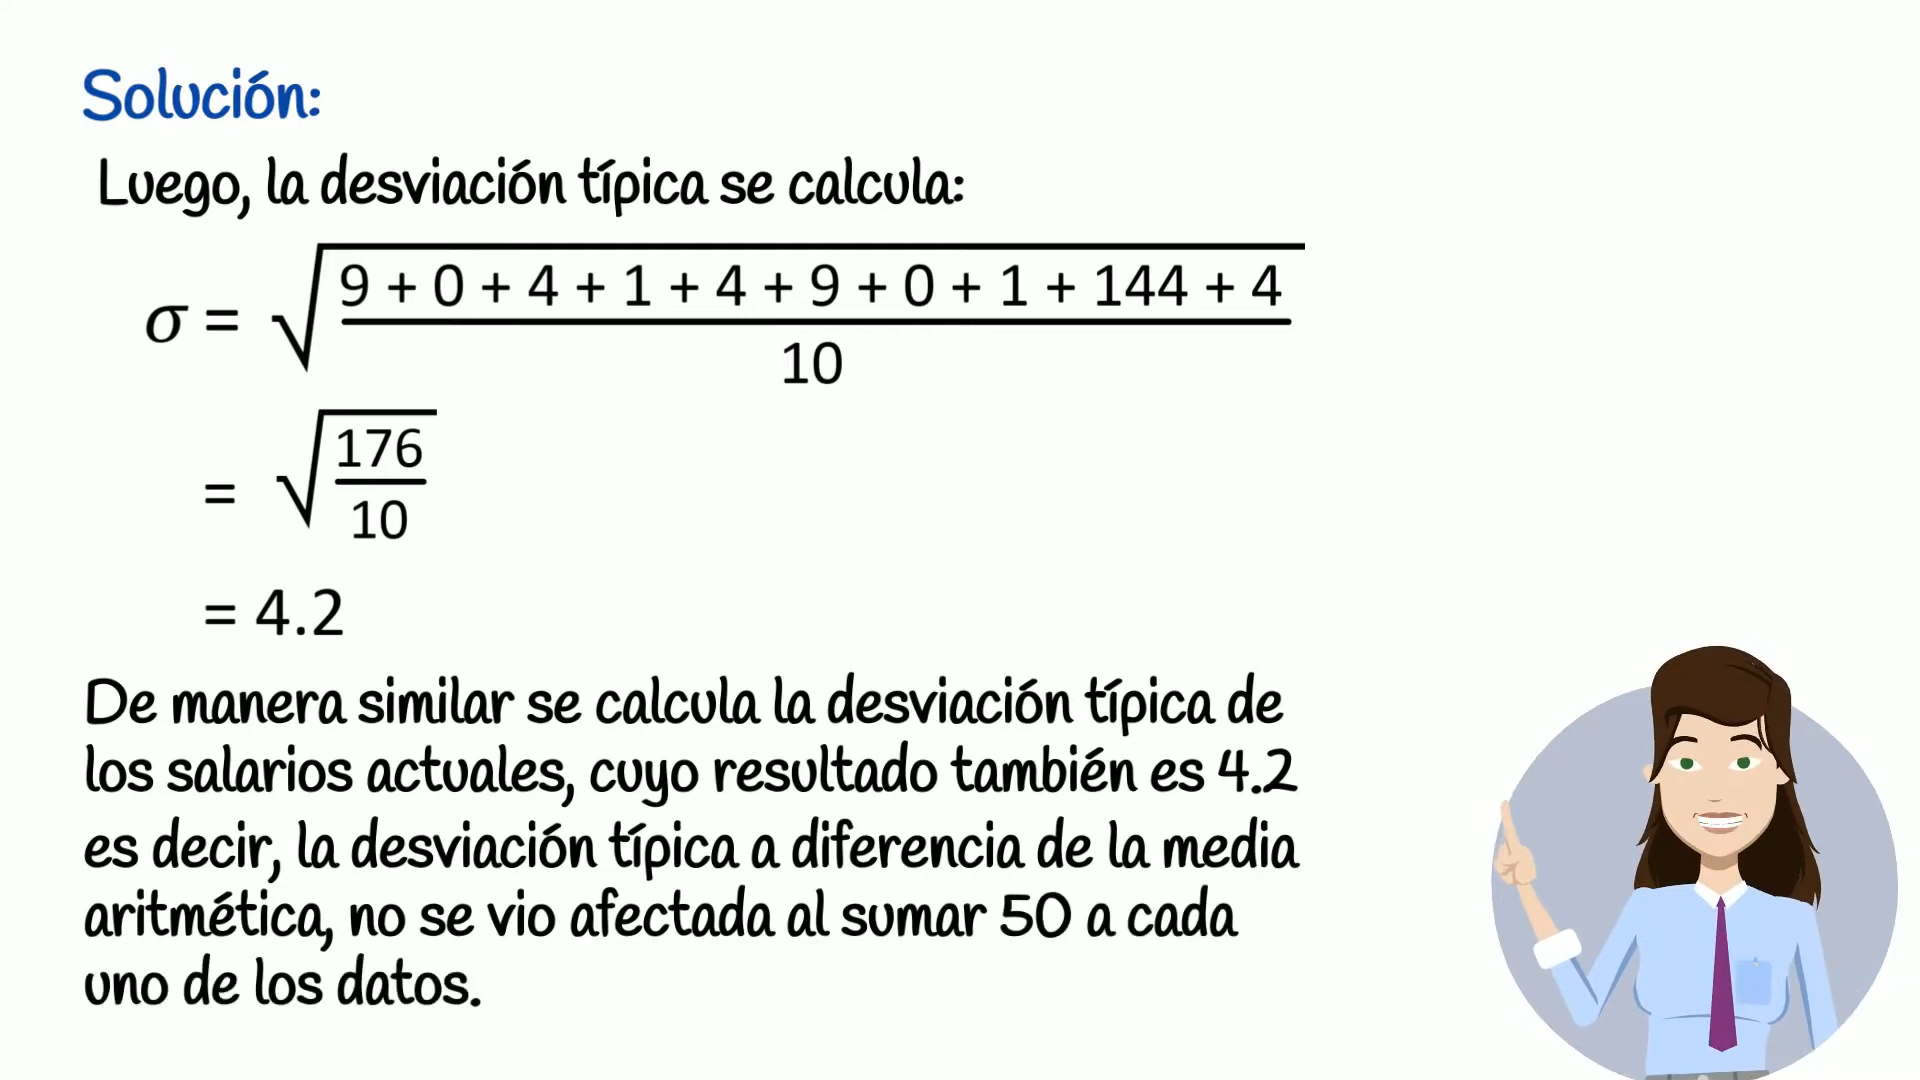 Solución:
Luego, la desviación típica se calcula:
σ = √ 9 + 0 + 4 + 1 + 4 + 9 + 0 + 1 + 144 + 4
10
= √ 176
10
= 4.2
De manera similar se calcula la desviación típica de
los salarios actuales, cuyo resultado también es 4.2
es decir, la desviación típica a diferencia de la media
aritmética, no se vio afectada al sumar 50 a cada
uno de los datos.